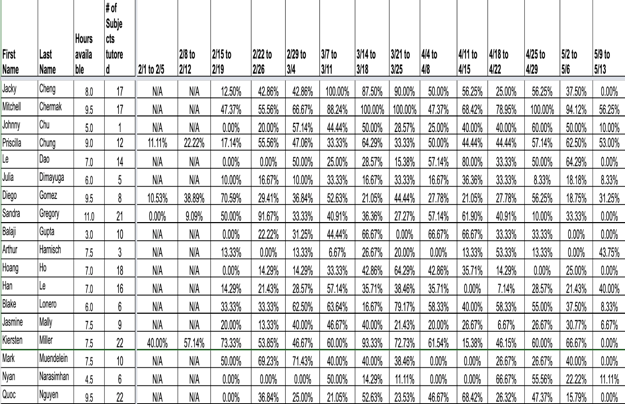 First Name Last Name Hours availa ble # of Subje cts tutore d 2/1 to 2/5 2/8 to 2/12 2/15 to 2/19 2/22 to 2/26 2/29 to 3/4 3/7 to 3/11 3/14 to 3/18 3/21 to 3/25 4/4 to 4/8 4/11 to 4/15 4/18 to 4/22 4/25 to 4/29 5/2 to 5/6 5/9 to 5/13
Jacky Cheng 8.0 17 N/A N/A 12.50% 42.86% 42.86% 100.00% 87.50% 90.00% 50.00% 56.25% 25.00% 56.25% 37.50% 0.00%
Mitchell Chermak 9.5 17 N/A N/A 47.37% 55.56% 66.67% 88.24% 100.00% 100.00% 47.37% 68.42% 78.95% 100.00% 94.12% 56.25%
Johnny Chu 5.0 1 N/A N/A 0.00% 20.00% 57.14% 44.44% 50.00% 28.57% 25.00% 40.00% 40.00% 60.00% 50.00% 10.00%
Priscilla Chung 9.0 12 11.11% 22.22% 17.14% 55.56% 47.06% 33.33% 64.29% 33.33% 50.00% 44.44% 44.44% 57.14% 62.50% 53.00%
Le Dao 7.0 14 N/A N/A 0.00% 0.00% 50.00% 25.00% 28.57% 15.38% 57.14% 80.00% 33.33% 50.00% 64.29% 0.00%
Julia Dimayuga 6.0 5 N/A N/A 10.00% 16.67% 10.00% 33.33% 16.67% 33.33% 16.67% 36.36% 33.33% 8.33% 18.18% 8.33%
Diego Gomez 9.5 8 10.53% 38.89% 70.59% 29.41% 36.84% 52.63% 21.05% 44.44% 27.78% 21.05% 27.78% 56.25% 18.75% 31.25%
Sandra Gregory 11.0 21 0.00% 9.09% 50.00% 91.67% 33.33% 40.91% 36.36% 27.27% 57.14% 61.90% 40.91% 10.00% 33.33% 0.00%
Balaji Gupta 3.0 10 N/A N/A 0.00% 22.22% 31.25% 44.44% 66.67% 0.00% 66.67% 66.67% 33.33% 33.33% 0.00% 0.00%
Arthur Harnisch 7.5 3 N/A N/A 13.33% 0.00% 13.33% 6.67% 26.67% 20.00% 0.00% 13.33% 53.33% 13.33% 0.00% 43.75%
Hoang Ho 7.0 18 N/A N/A 0.00% 14.29% 14.29% 33.33% 42.86% 64.29% 42.86% 35.71% 14.29% 0.00% 25.00% 0.00%
Han Le 7.0 16 N/A N/A 14.29% 21.43% 28.57% 57.14% 35.71% 38.46% 35.71% 0.00% 7.14% 28.57% 21.43% 40.00%
Blake Lonero 6.0 6 N/A N/A 33.33% 33.33% 62.50% 63.64% 16.67% 79.17% 58.33% 40.00% 58.33% 55.00% 37.50% 8.33%
Jasmine Mally 7.5 9 N/A N/A 20.00% 13.33% 40.00% 46.67% 40.00% 21.43% 20.00% 26.67% 6.67% 26.67% 30.77% 6.67%
Kiersten Miller 7.5 22 40.00% 57.14% 73.33% 53.85% 46.67% 60.00% 93.33% 72.73% 61.54% 15.38% 46.15% 60.00% 66.67% 0.00%
Mark Muendelein 7.5 10 N/A N/A 50.00% 69.23% 71.43% 40.00% 40.00% 38.46% 0.00% 0.00% 26.67% 26.67% 40.00% 0.00%
Nyan Narasimhan 4.5 6 N/A N/A 0.00% 0.00% 0.00% 50.00% 14.29% 11.11% 0.00% 0.00% 66.67% 55.56% 22.22% 11.11%
Quoc Nguyen 9.5 22 N/A N/A 0.00% 36.84% 25.00% 21.05% 52.63% 23.53% 46.67% 68.42% 26.32% 47.37% 15.79% 0.00%